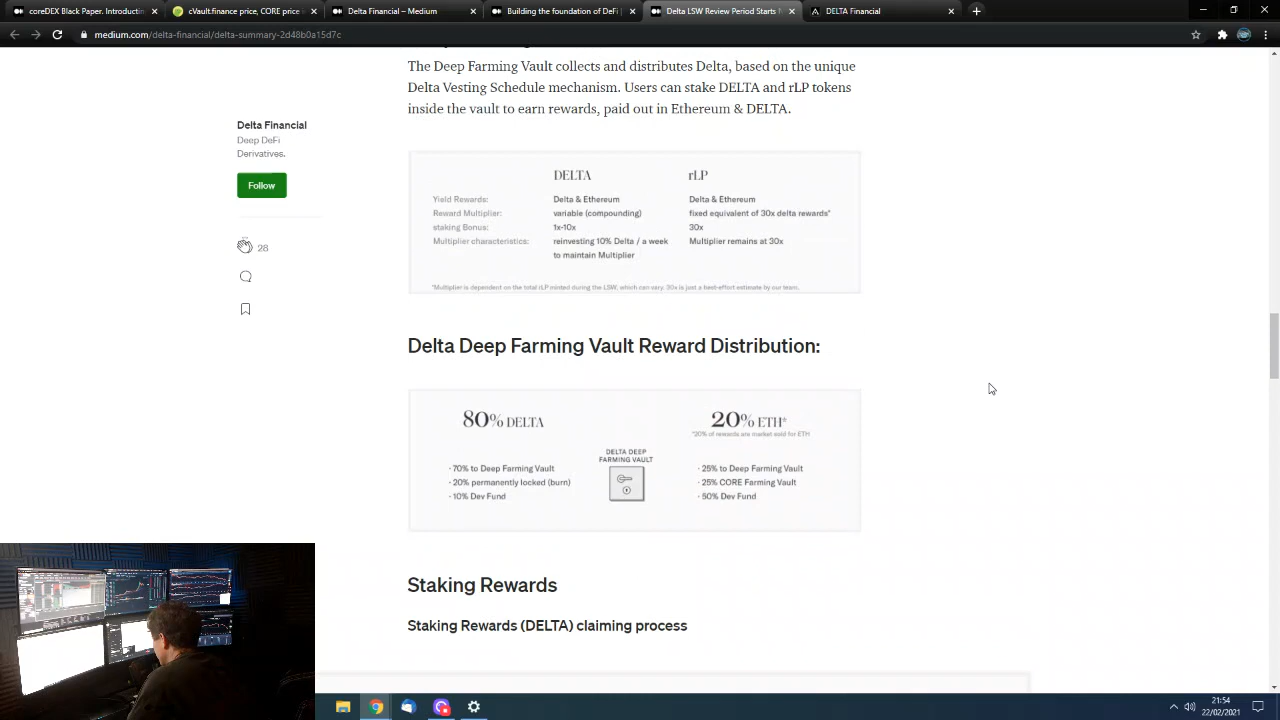 coreDEX Black Paper. Introduct
coreVault Finance DEX Explaine
Delta Financial – Medium
Building the Foundation of DeFi
Delta LSW Review. Delta's Limite
DELTA Financial
medium.com/delta-financial/delta-summary-2d48b0a15d7c
The Deep Farming Vault collects and distributes Delta, based on the unique
Delta Vesting Schedule mechanism. Users can stake DELTA and rLP tokens
inside the vault to earn rewards, paid out in Ethereum & DELTA.
Delta Financial
Deep DeFi
Derivatives.
Follow
28
DELTA rLP
Yield Rewards: Delta & Ethereum Delta & Ethereum
Reward Multiplier: variable (compounding) fixed equivalent of 30x delta rewards*
staking Bonus: 1x-10x 30x
Multiplier characteristics: reinvesting 10% Delta / a week Multiplier remains at 30x
to maintain Multiplier
*Multiplier is dependent on the total rLP minted during the LSW, which can vary. 30x is just a best-effort estimate by our team.
Delta Deep Farming Vault Reward Distribution:
80% DELTA
· 70% to Deep Farming Vault
· 20% permanently locked (burn)
· 10% Dev Fund
DELTA DEEP
FARMING VAULT
20% ETH*
*20% of rewards are market sold for ETH
· 25% to Deep Farming Vault
· 25% CORE Farming Vault
· 50% Dev Fund
Staking Rewards
Staking Rewards (DELTA) claiming process
21:54
22/02/2021